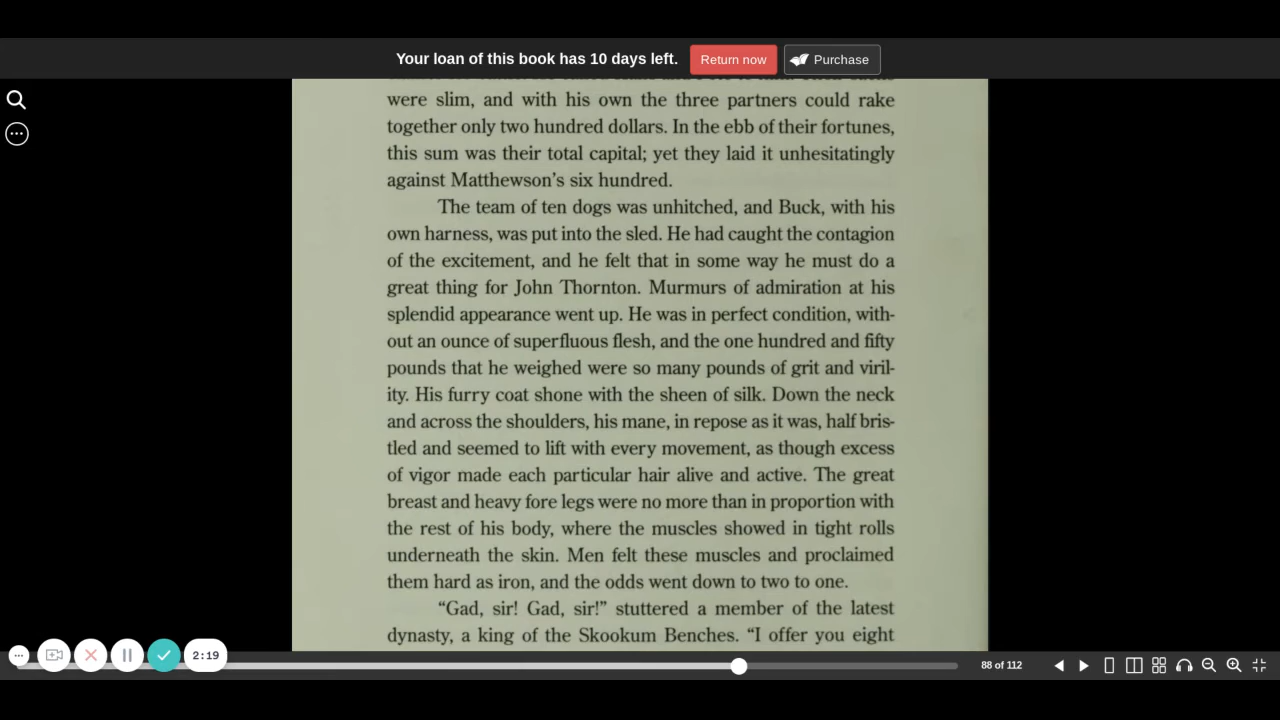 Your loan of this book has 10 days left. Return now Purchase
were slim, and with his own the three partners could rake
together only two hundred dollars. In the ebb of their fortunes,
this sum was their total capital; yet they laid it unhesitatingly
against Matthewson's six hundred.
The team of ten dogs was unhitched, and Buck, with his
own harness, was put into the sled. He had caught the contagion
of the excitement, and he felt that in some way he must do a
great thing for John Thornton. Murmurs of admiration at his
splendid appearance went up. He was in perfect condition, with-
out an ounce of superfluous flesh, and the one hundred and fifty
pounds that he weighed were so many pounds of grit and viril-
ity. His furry coat shone with the sheen of silk. Down the neck
and across the shoulders, his mane, in repose as it was, half bris-
tled and seemed to lift with every movement, as though excess
of vigor made each particular hair alive and active. The great
breast and heavy fore legs were no more than in proportion with
the rest of his body, where the muscles showed in tight rolls
underneath the skin. Men felt these muscles and proclaimed
them hard as iron, and the odds went down to two to one.
“Gad, sir! Gad, sir!” stuttered a member of the latest
dynasty, a king of the Skookum Benches. “I offer you eight
2:19
88 of 112